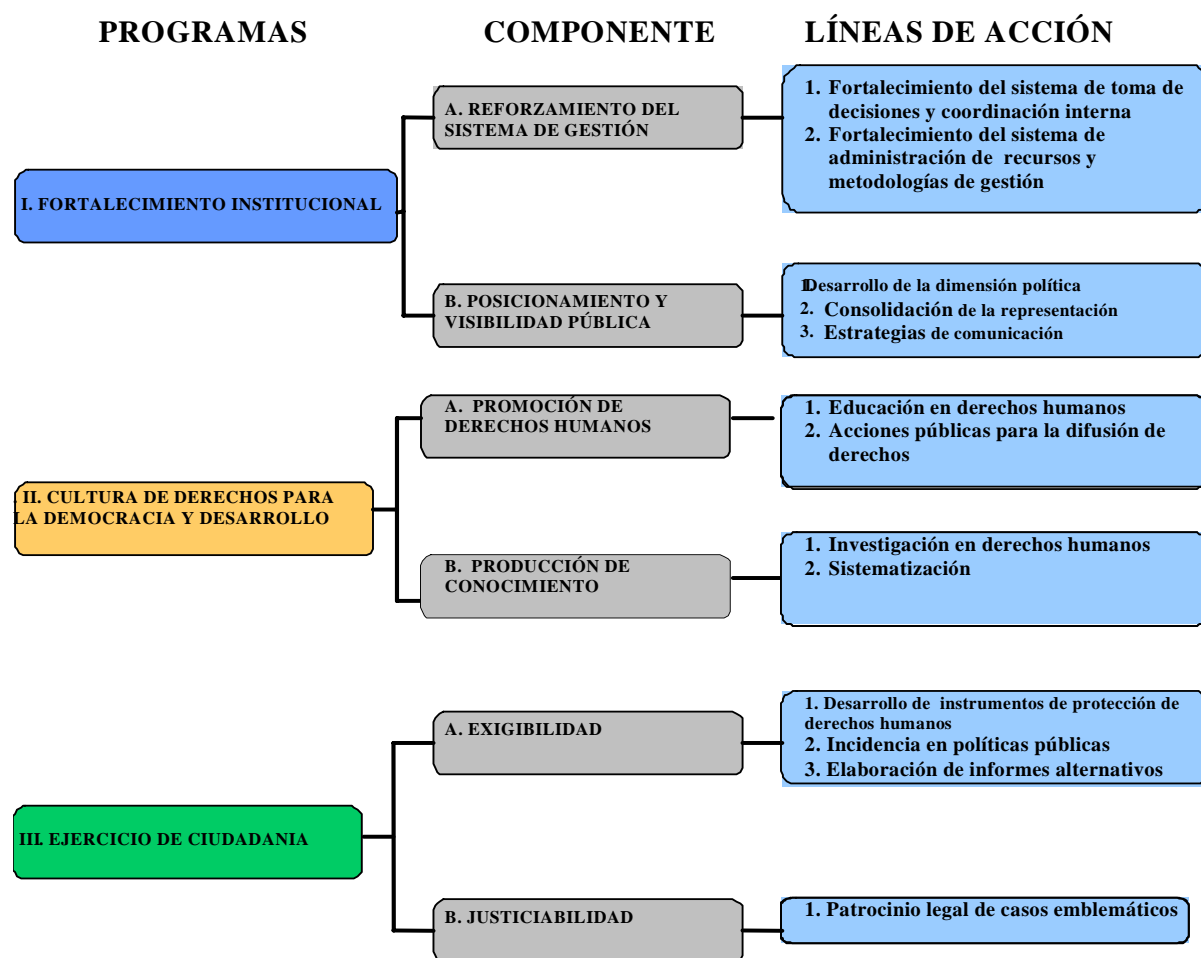 PROGRAMAS
COMPONENTE
LÍNEAS DE ACCIÓN
I. FORTALECIMIENTO INSTITUCIONAL
A. REFORZAMIENTO DEL
SISTEMA DE GESTIÓN
1. Fortalecimiento del sistema de toma de
decisiones y coordinación interna
2. Fortalecimiento del sistema de
administración de recursos y
metodologías de gestión
B. POSICIONAMIENTO Y
VISIBILIDAD PÚBLICA
1. Desarrollo de la dimensión política
2. Consolidación de la representación
3. Estrategias de comunicación
II. CULTURA DE DERECHOS PARA
LA DEMOCRACIA Y DESARROLLO
A. PROMOCIÓN DE
DERECHOS HUMANOS
1. Educación en derechos humanos
2. Acciones públicas para la difusión de
derechos
B. PRODUCCIÓN DE
CONOCIMIENTO
1. Investigación en derechos humanos
2. Sistematización
III. EJERCICIO DE CIUDADANIA
A. EXIGIBILIDAD
1. Desarrollo de instrumentos de protección de
derechos humanos
2. Incidencia en políticas públicas
3. Elaboración de informes alternativos
B. JUSTICIABILIDAD
1. Patrocinio legal de casos emblemáticos